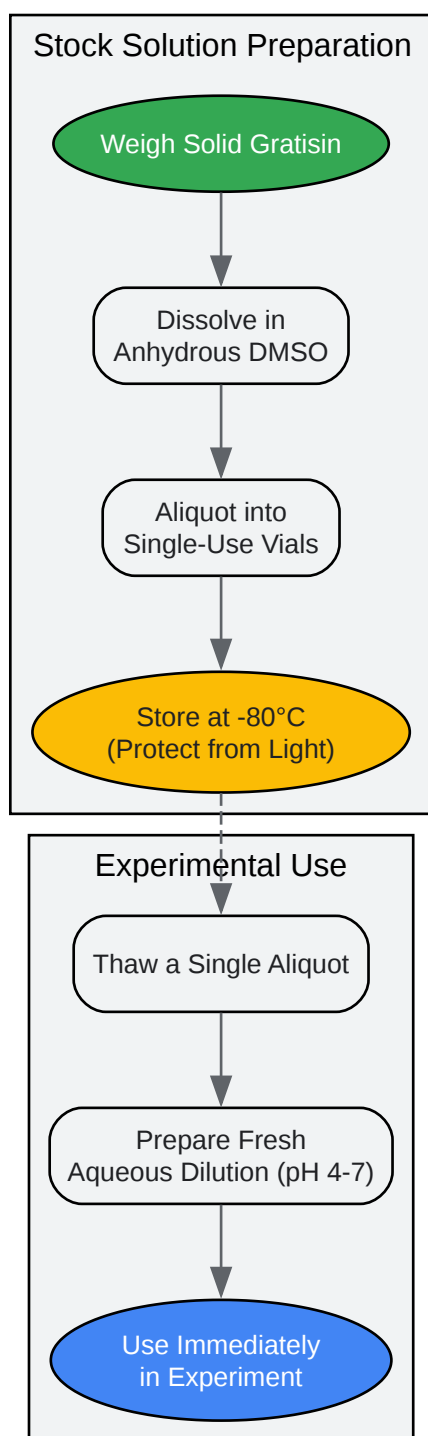 Stock Solution Preparation
Weigh Solid Gratisin
Dissolve in
Anhydrous DMSO
Aliquot into
Single-Use Vials
Store at -80°C
(Protect from Light)
Experimental Use
Thaw a Single Aliquot
Prepare Fresh
Aqueous Dilution (pH 4-7)
Use Immediately
in Experiment